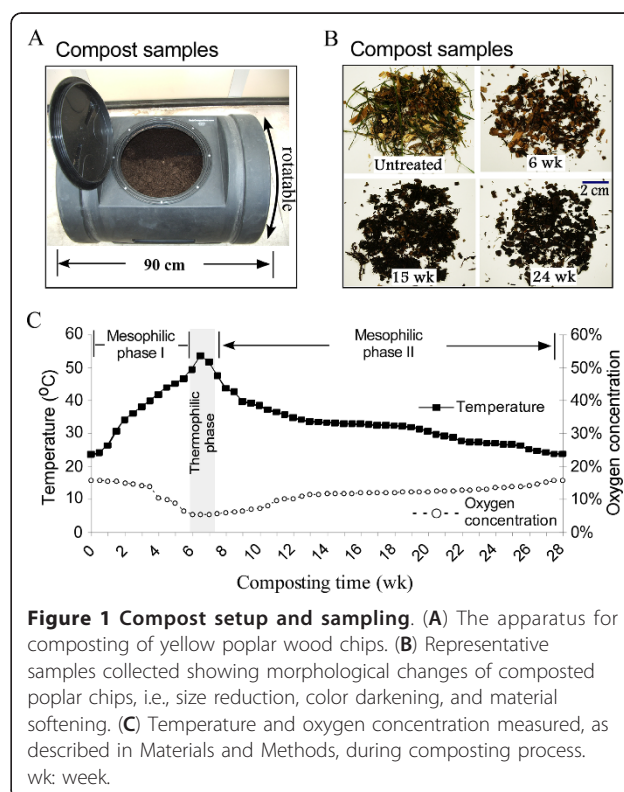 A
Compost samples
rotatable
90 cm
B
Compost samples
Untreated
6 wk
2 cm
15 wk
24 wk
C
Mesophilic
phase I
Thermophilic
phase
Mesophilic
phase II
60
50
40
30
20
10
0
Temperature (°C)
60%
50%
40%
30%
20%
10%
0%
Oxygen concentration
Temperature
Oxygen
concentration
0 2 4 6 8 10 12 14 16 18 20 22 24 26 28
Composting time (wk)
Figure 1 Compost setup and sampling. (A) The apparatus for
composting of yellow poplar wood chips. (B) Representative
samples collected showing morphological changes of composted
poplar chips, i.e., size reduction, color darkening, and material
softening. (C) Temperature and oxygen concentration measured, as
described in Materials and Methods, during composting process.
wk: week.